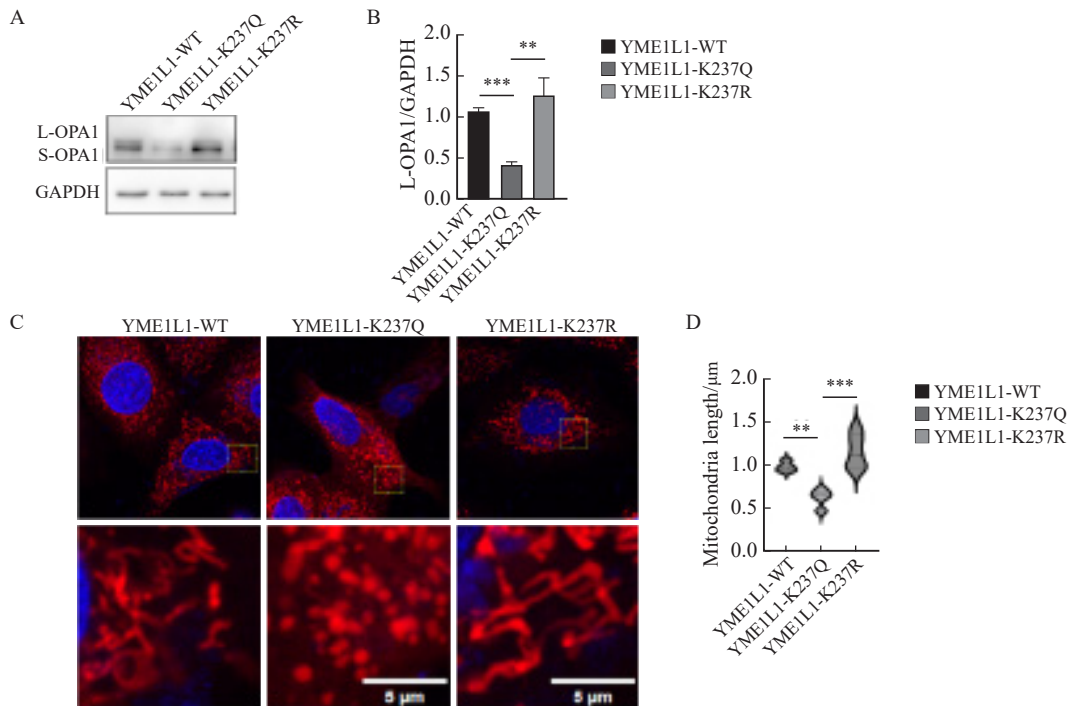 A
YME1L1-WT
YME1L1-K237Q
YME1L1-K237R
L-OPA1
S-OPA1
GAPDH
B
L-OPA1/GAPDH
2.0
1.5
1.0
0.5
0.0
***
**
YME1L1-WT
YME1L1-K237Q
YME1L1-K237R
YME1L1-WT
YME1L1-K237Q
YME1L1-K237R
C
YME1L1-WT
YME1L1-K237Q
YME1L1-K237R
5 μm
5 μm
D
Mitochondria length/μm
2.0
1.5
1.0
0.5
0.0
**
***
YME1L1-WT
YME1L1-K237Q
YME1L1-K237R
YME1L1-WT
YME1L1-K237Q
YME1L1-K237R